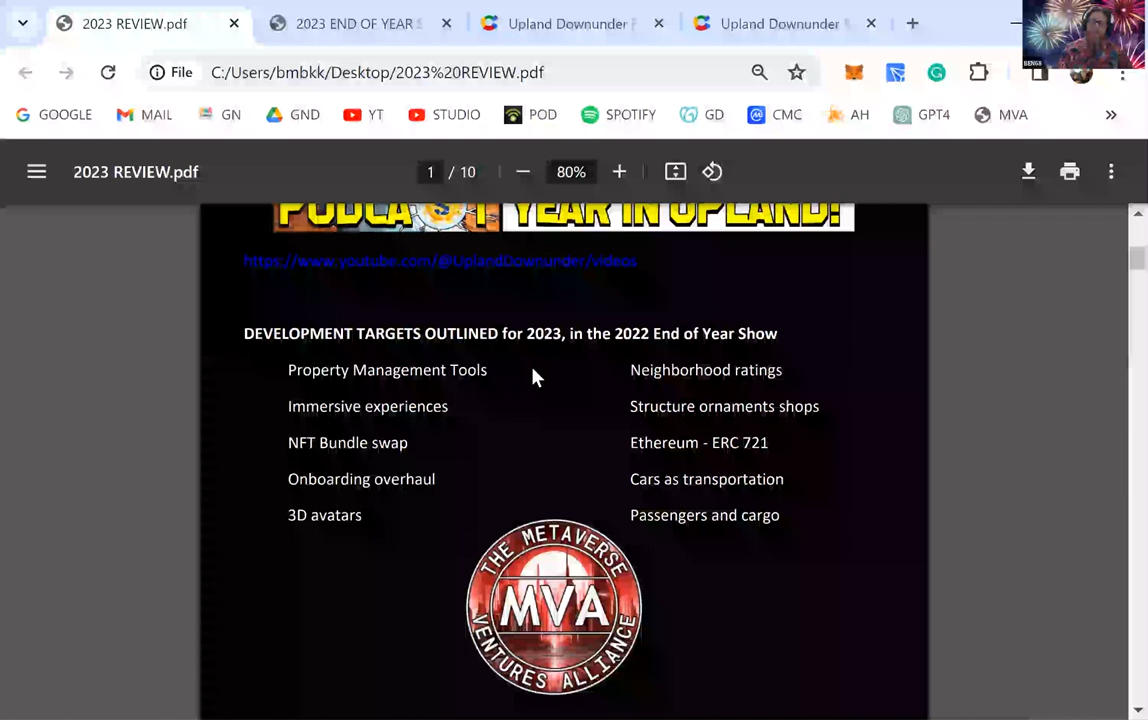 2023 REVIEW.pdf
2023 END OF YEAR S
Upland Downunder
Upland Downunder
BENGS
File
C:/Users/bmbkk/Desktop/2023%20REVIEW.pdf
GOOGLE MAIL GN GND YT STUDIO POD SPOTIFY GD CMC AH GPT4 MVA
2023 REVIEW.pdf
1 / 10
80%
PODCAST YEAR IN UPLAND!
https://www.youtube.com/@UplandDownunder/videos
DEVELOPMENT TARGETS OUTLINED for 2023, in the 2022 End of Year Show
Property Management Tools Neighborhood ratings
Immersive experiences Structure ornaments shops
NFT Bundle swap Ethereum - ERC 721
Onboarding overhaul Cars as transportation
3D avatars Passengers and cargo
THE METAVERSE
MVA
VENTURES ALLIANCE